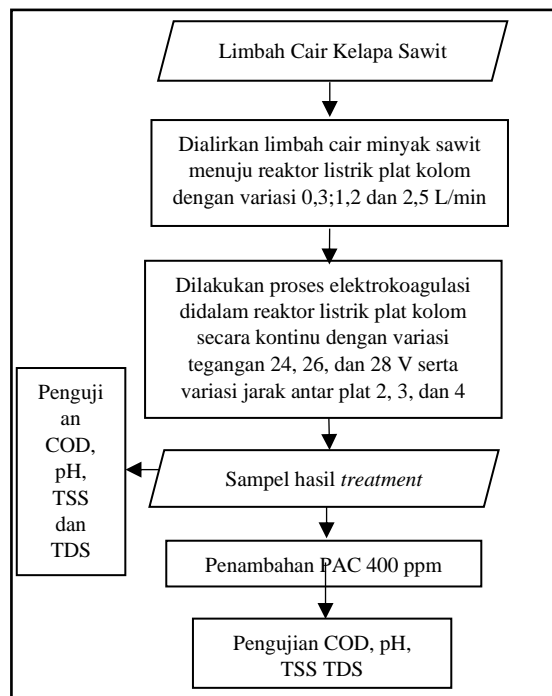 Limbah Cair Kelapa Sawit
Dialirkan limbah cair minyak sawit
menuju reaktor listrik plat kolom
dengan variasi 0,3;1,2 dan 2,5 L/min
Dilakukan proses elektrokoagulasi
didalam reaktor listrik plat kolom
secara kontinu dengan variasi
tegangan 24, 26, dan 28 V serta
variasi jarak antar plat 2, 3, dan 4
Penguji
an
COD,
pH,
TSS
dan
TDS
Sampel hasil treatment
Penambahan PAC 400 ppm
Pengujian COD, pH,
TSS TDS